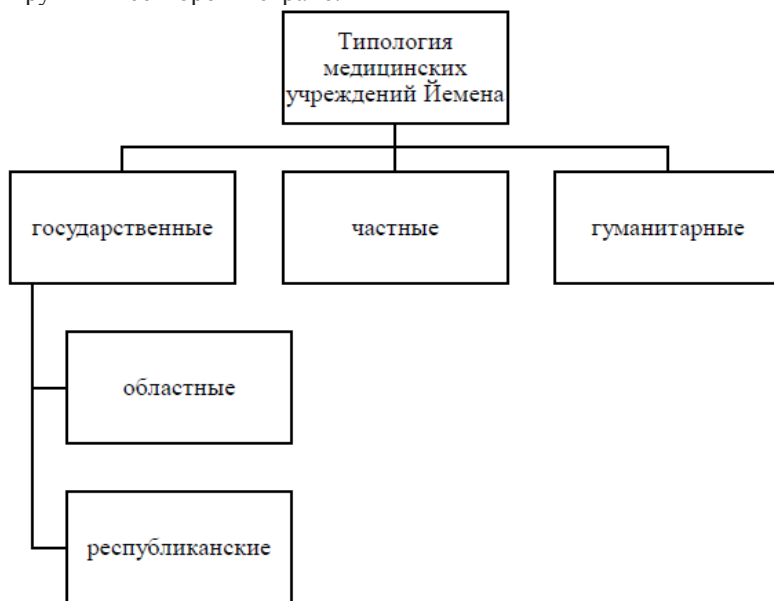 Типология
медицинских
учреждений Йемена
государственные
частные
гуманитарные
областные
республиканские